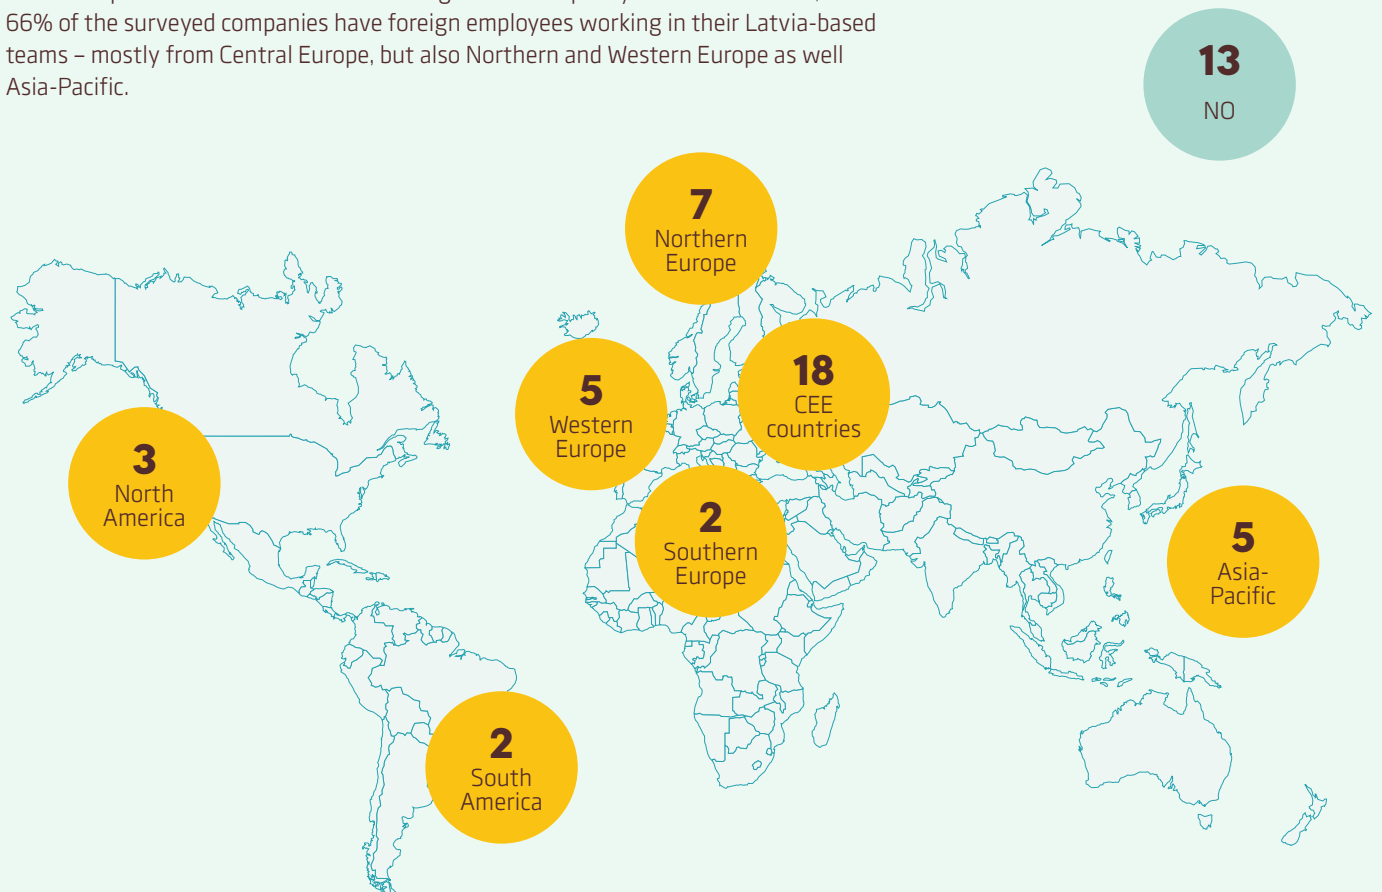 66% of the surveyed companies have foreign employees working in their Latvia-based
teams – mostly from Central Europe, but also Northern and Western Europe as well
Asia-Pacific.
13
NO
7
Northern
Europe
18
CEE
countries
5
Western
Europe
3
North
America
2
Southern
Europe
5
Asia-
Pacific
2
South
America